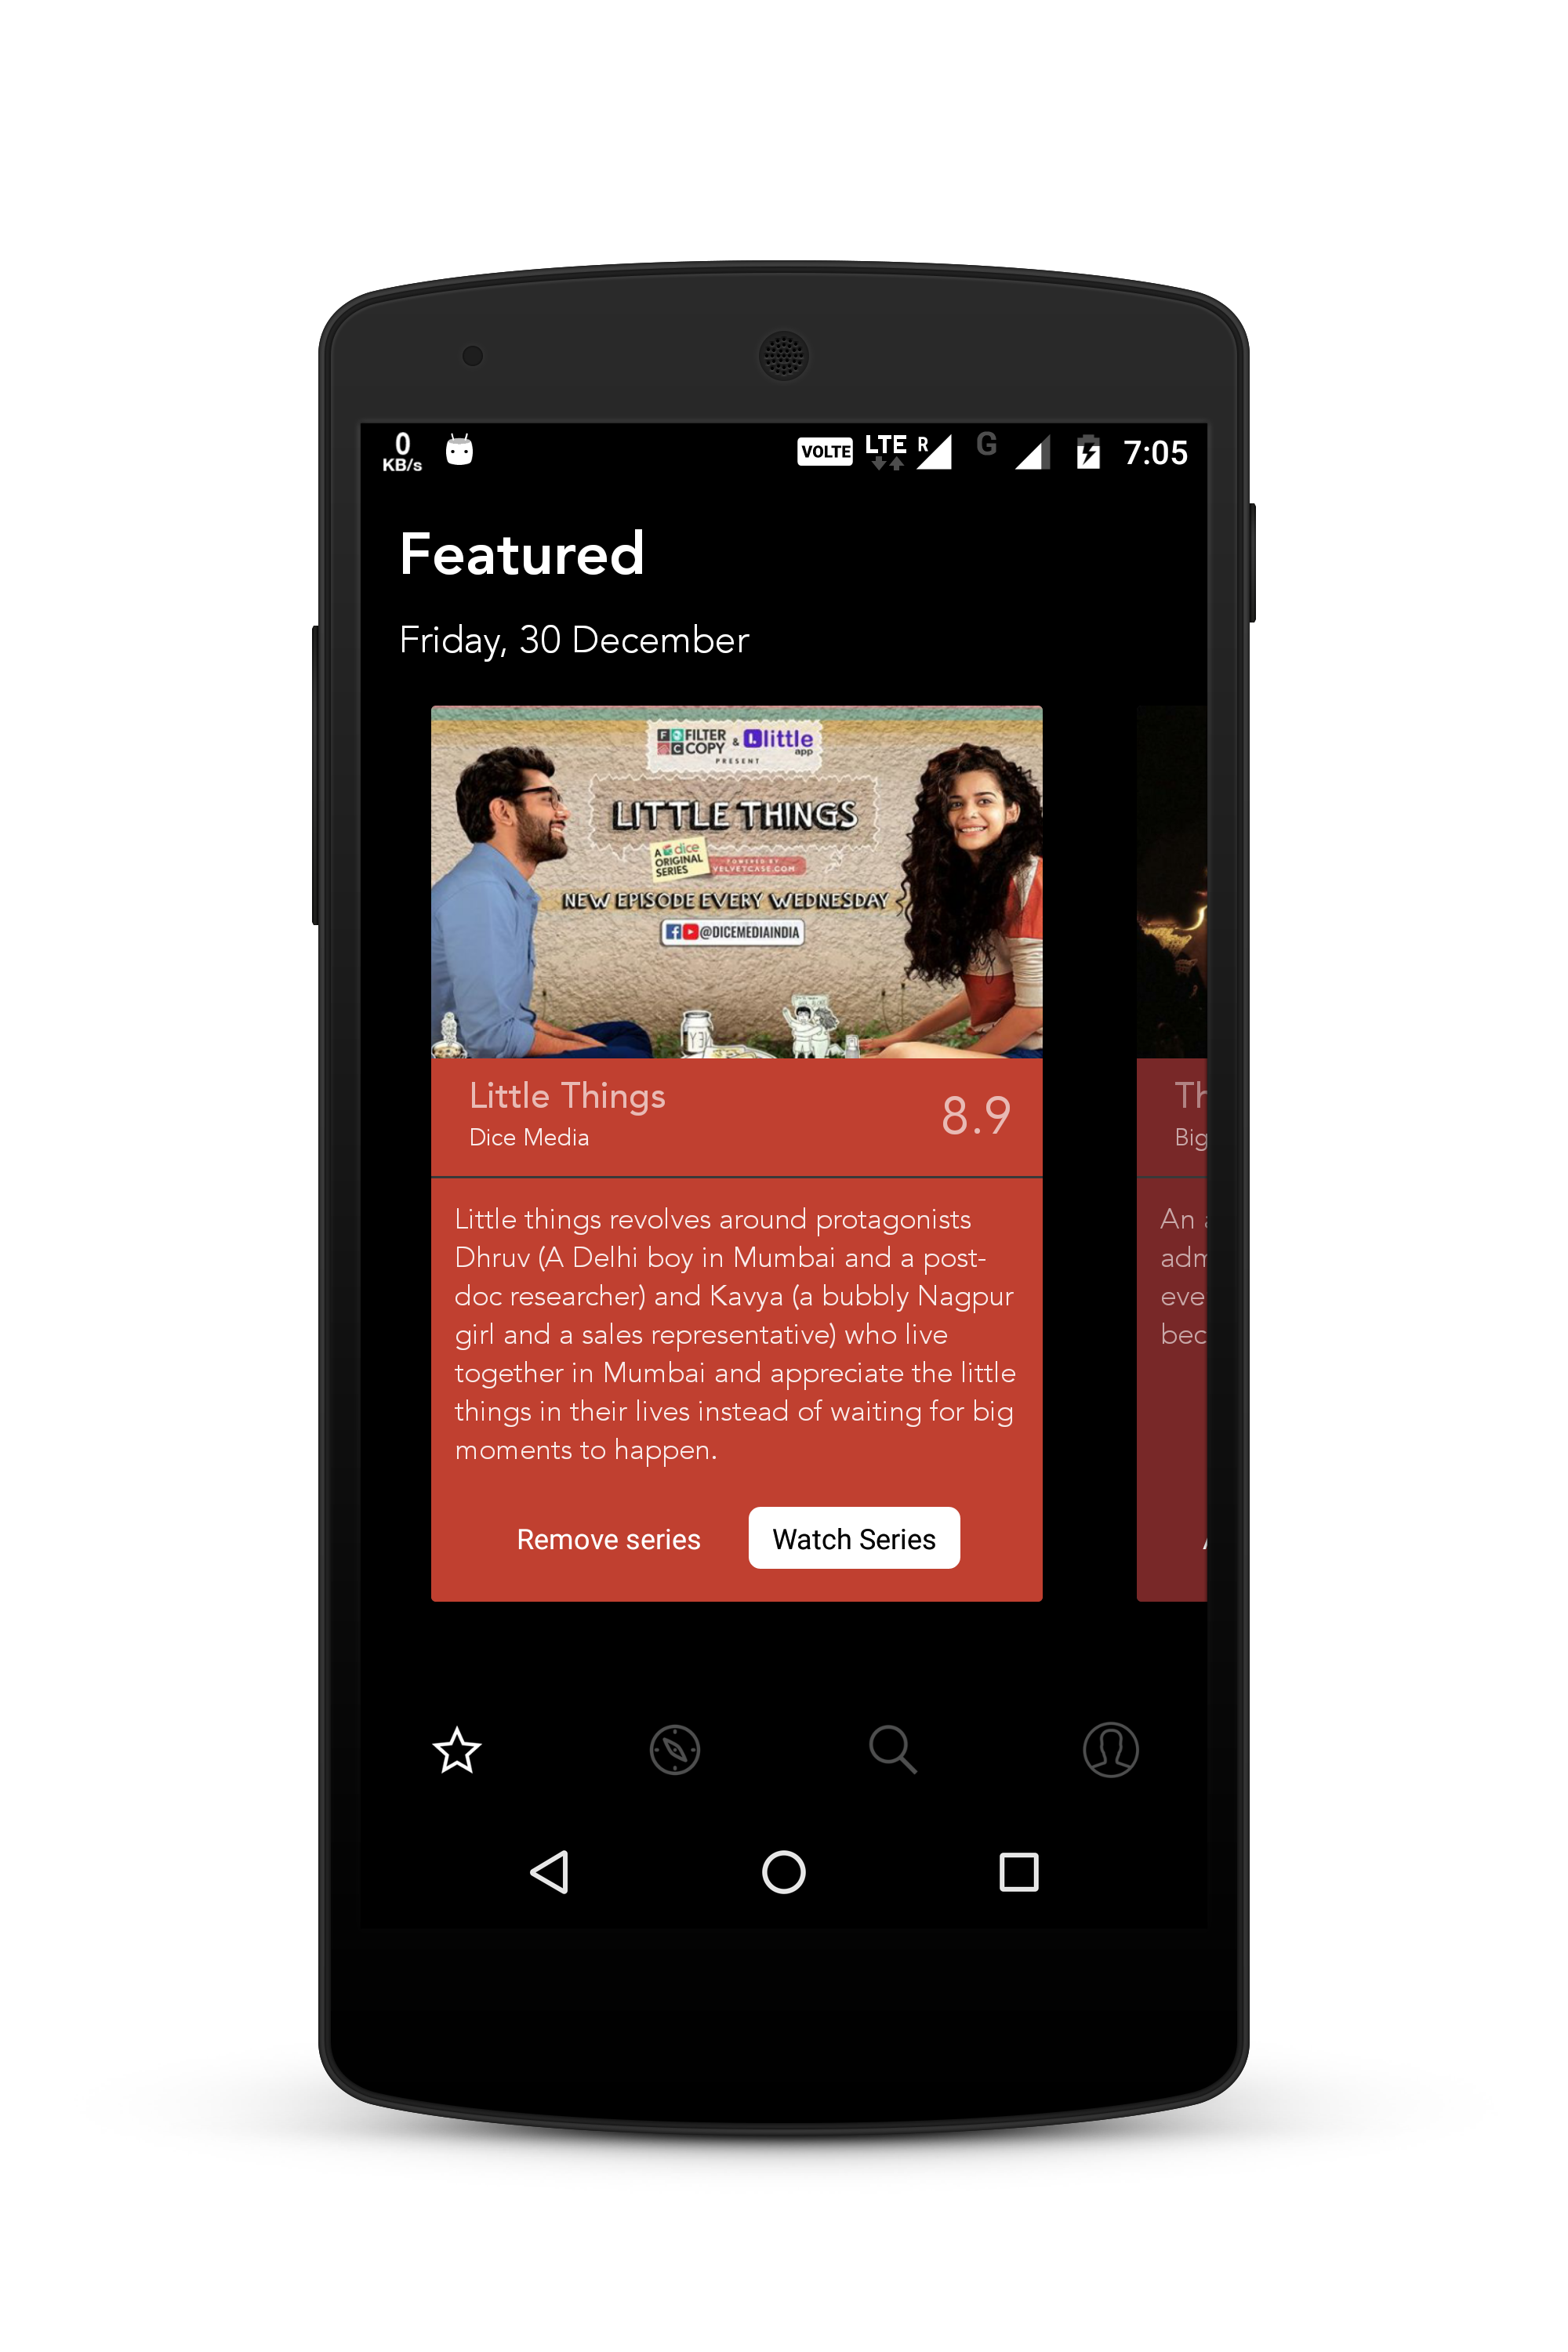 0
KB/s
VOLTE
LTE
R
G
7:05
Featured
Friday, 30 December
F FILTER
C COPY
&
little
app
PRESENT
LITTLE THINGS
A dice
ORIGINAL
SERIES
POWERED BY
VELVETCASE.COM
NEW EPISODE EVERY WEDNESDAY
@DICEMEDIAINDIA
Little Things
8.9
Dice Media
Little things revolves around protagonists
Dhruv (A Delhi boy in Mumbai and a post-
doc researcher) and Kavya (a bubbly Nagpur
girl and a sales representative) who live
together in Mumbai and appreciate the little
things in their lives instead of waiting for big
moments to happen.
Remove series
Watch Series
Th
Big
An a
adm
eve
bec